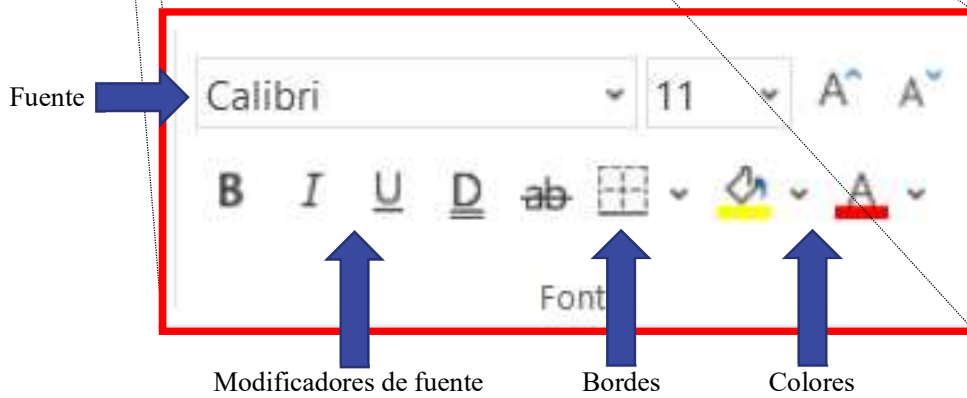 Calibri 11 A A
Fuente
B I U D ab A
Font
Modificadores de fuente Bordes Colores